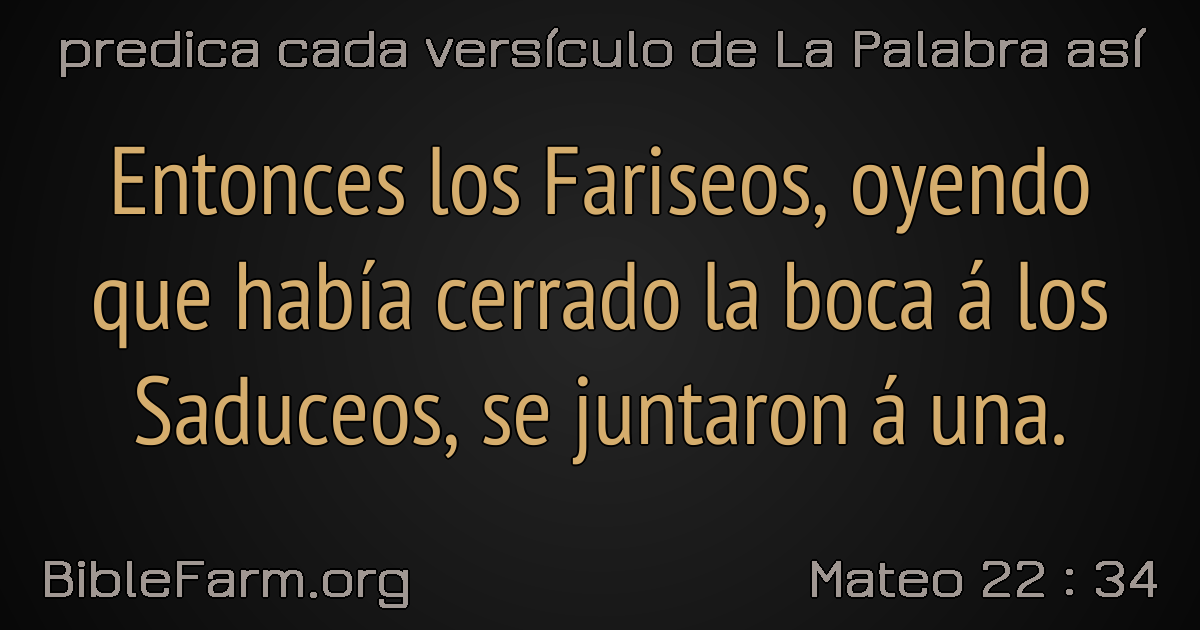 predica cada versículo de La Palabra así
Entonces los Fariseos, oyendo
que había cerrado la boca á los
Saduceos, se juntaron á una.
BibleFarm.org
Mateo 22 : 34